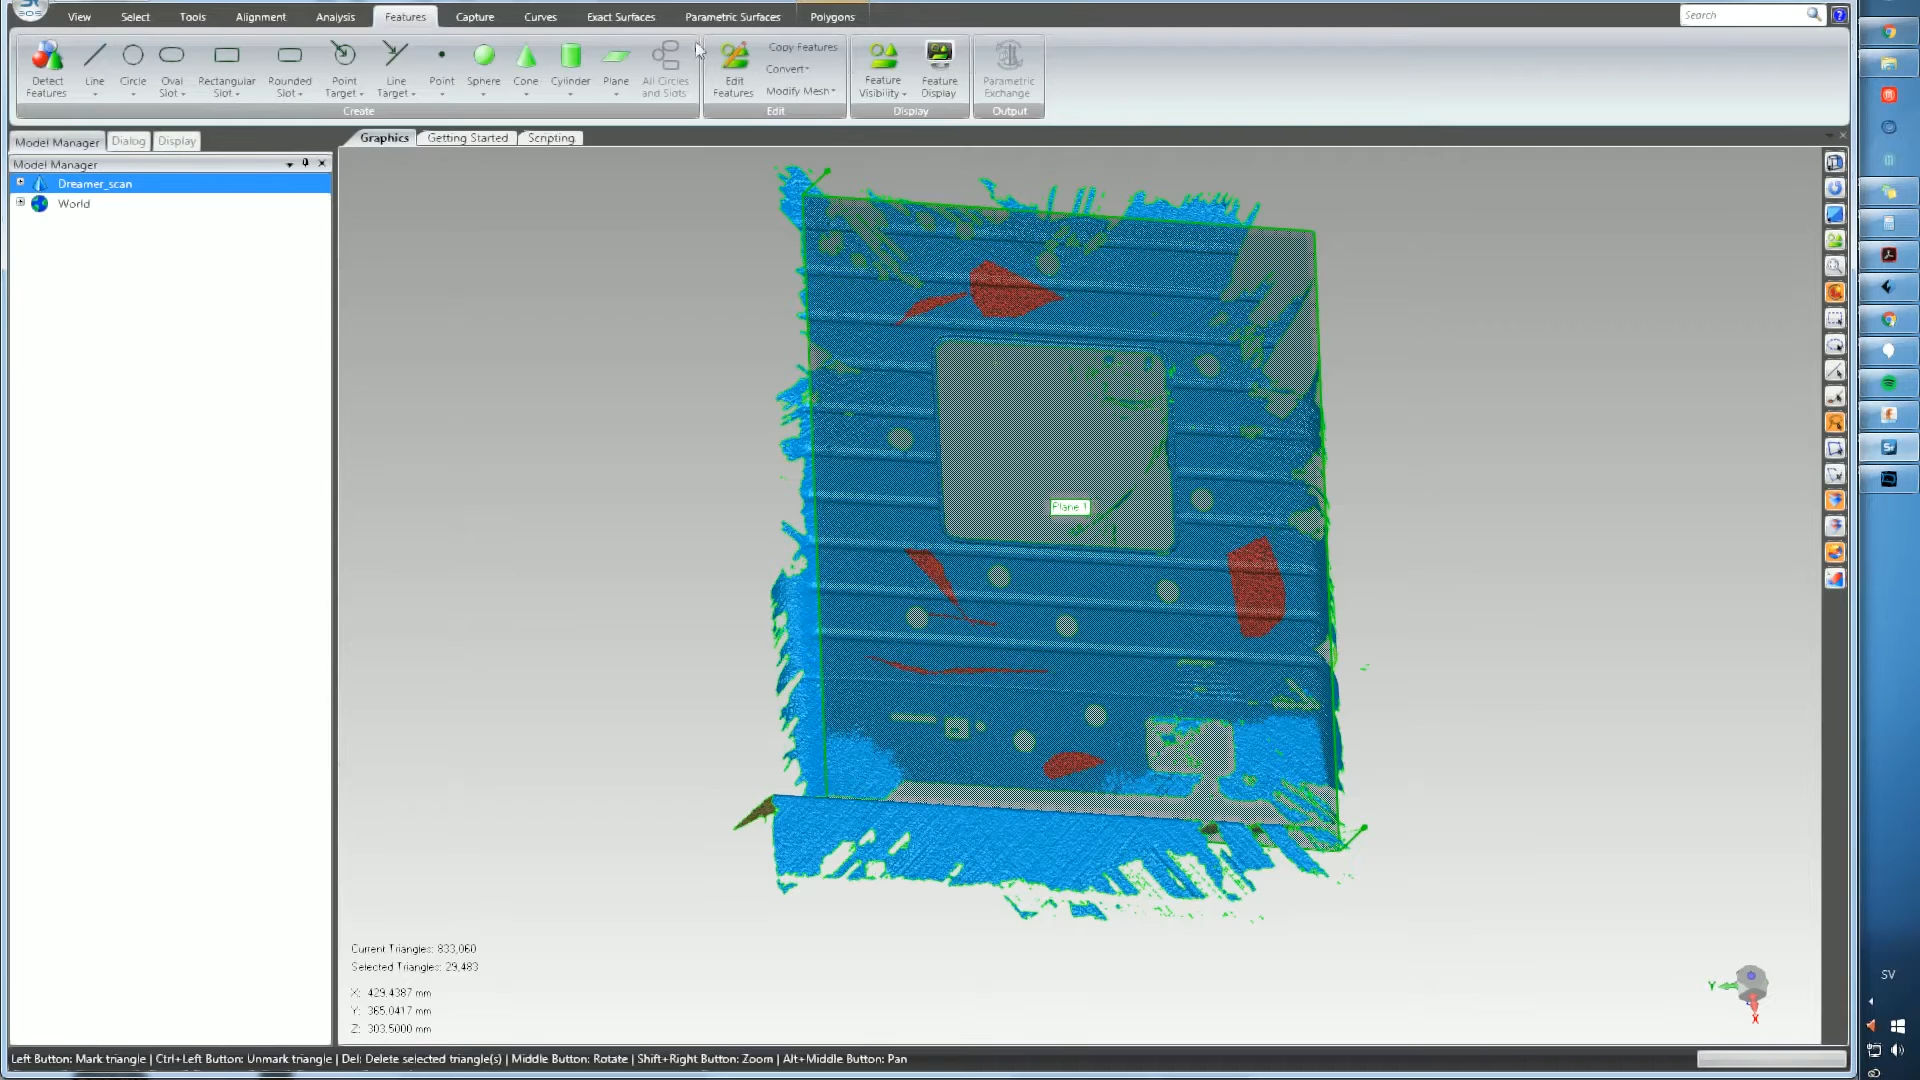 View Select Tools Alignment Analysis Features Capture Curves Exact Surfaces Parametric Surfaces Polygons Search
Detect Features
Line
Circle
Oval Slot
Rectangular Slot
Rounded Slot
Point Target
Line Target
Point
Sphere
Cone
Cylinder
Plane
All Circles and Slots
Create
Edit Features
Copy Features
Convert
Modify Mesh
Edit
Feature Visibility
Feature Display
Display
Parametric Exchange
Output
Model Manager Dialog Display
Graphics Getting Started Scripting
Model Manager
Dreamer_scan
World
Plane 1
Current Triangles: 833,060
Selected Triangles: 29,483
X: 429.4387 mm
Y: 365.0417 mm
Z: 303.5000 mm
Y
X
SV
Left Button: Mark triangle | Ctrl+Left Button: Unmark triangle | Del: Delete selected triangle(s) | Middle Button: Rotate | Shift+Right Button: Zoom | Alt+Middle Button: Pan